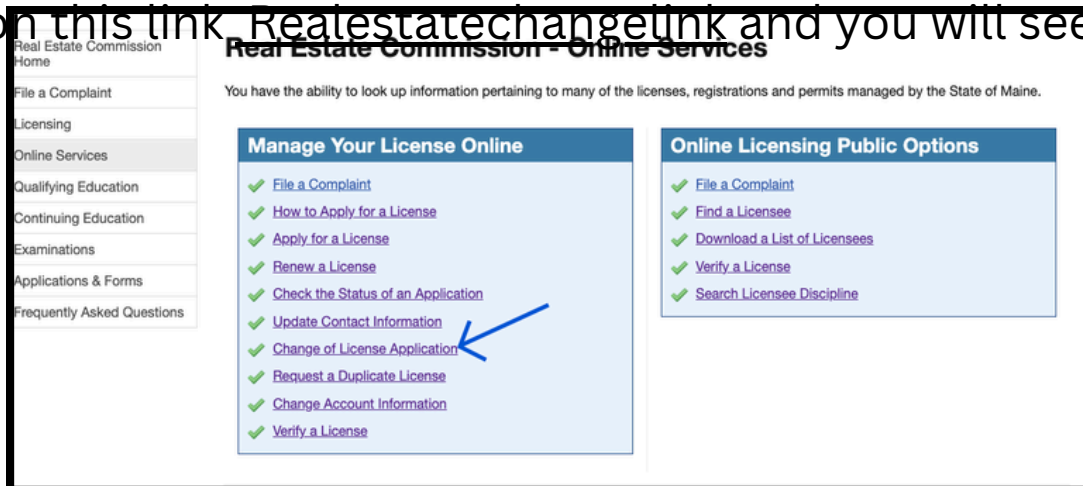 on this link Realestatechangelink and you will see
Real Estate Commission - Online Services
Real Estate Commission
Home
File a Complaint
Licensing
Online Services
Qualifying Education
Continuing Education
Examinations
Applications & Forms
Frequently Asked Questions
You have the ability to look up information pertaining to many of the licenses, registrations and permits managed by the State of Maine.
Manage Your License Online
File a Complaint
How to Apply for a License
Apply for a License
Renew a License
Check the Status of an Application
Update Contact Information
Change of License Application
Request a Duplicate License
Change Account Information
Verify a License
Online Licensing Public Options
File a Complaint
Find a Licensee
Download a List of Licensees
Verify a License
Search Licensee Discipline